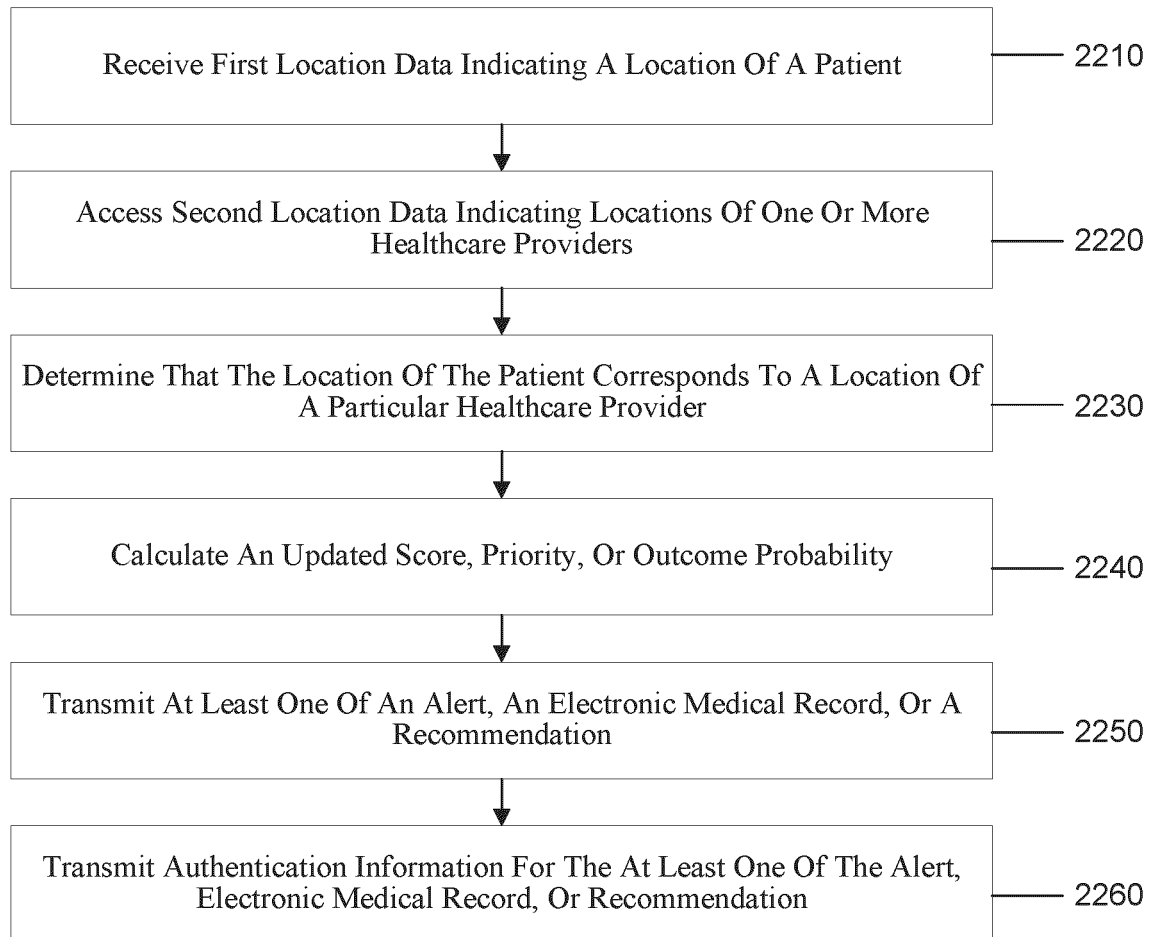 Receive First Location Data Indicating A Location Of A Patient
2210
Access Second Location Data Indicating Locations Of One Or More
Healthcare Providers
2220
Determine That The Location Of The Patient Corresponds To A Location Of
A Particular Healthcare Provider
2230
Calculate An Updated Score, Priority, Or Outcome Probability
2240
Transmit At Least One Of An Alert, An Electronic Medical Record, Or A
Recommendation
2250
Transmit Authentication Information For The At Least One Of The Alert,
Electronic Medical Record, Or Recommendation
2260